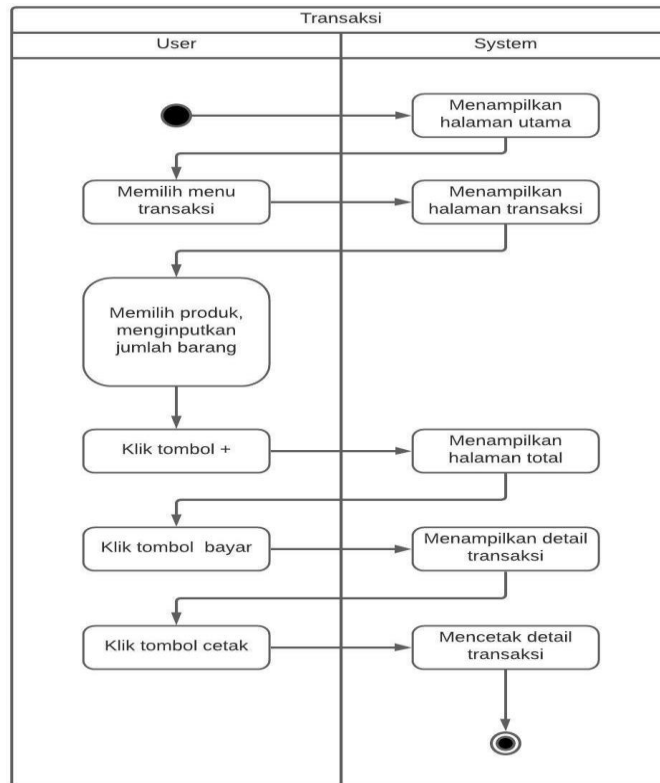 Transaksi
User
System
Menampilkan
halaman utama
Memilih menu
transaksi
Menampilkan
halaman transaksi
Memilih produk,
menginputkan
jumlah barang
Klik tombol +
Menampilkan
halaman total
Klik tombol bayar
Menampilkan detail
transaksi
Klik tombol cetak
Mencetak detail
transaksi